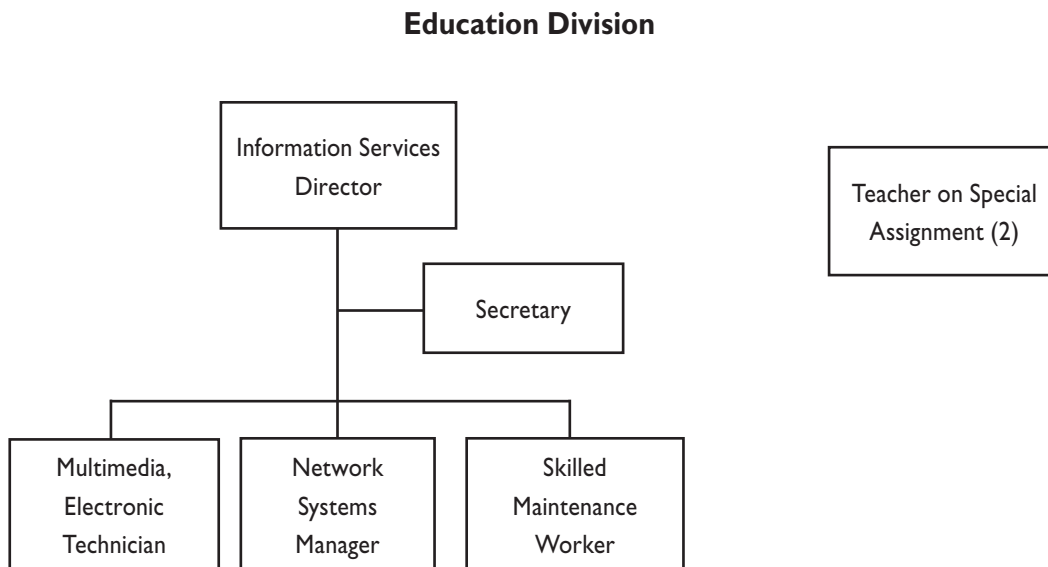 Education Division
Information Services
Director
Teacher on Special
Assignment (2)
Secretary
Multimedia,
Electronic
Technician
Network
Systems
Manager
Skilled
Maintenance
Worker